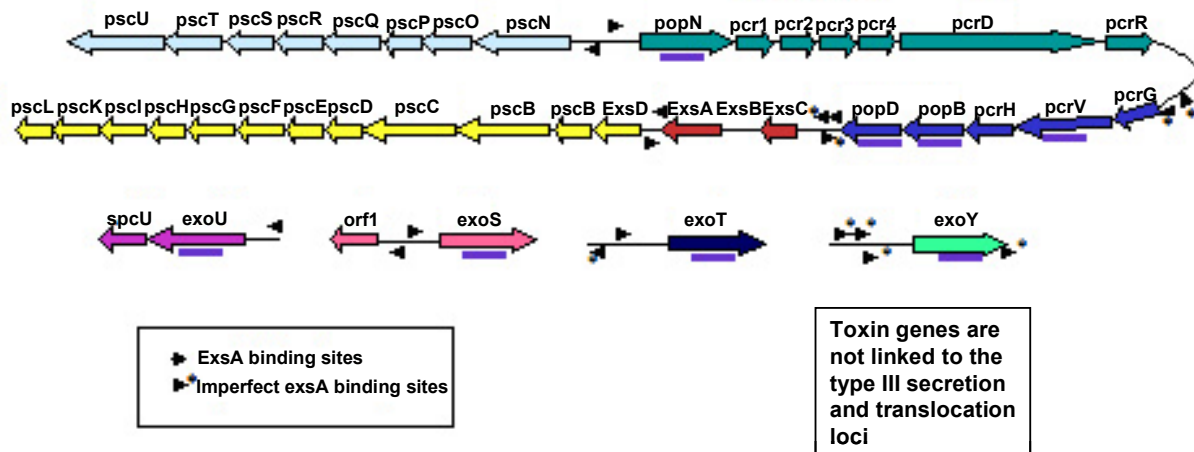 pscU pscT pscS pscR pscQ pscP pscO pscN popN pcr1 pcr2 pcr3 pcr4 pcrD pcrR
pscL pscK pscI pscH pscG pscF pscE pscD pscC pscB pscB ExsD ExsA ExsB ExsC popD popB pcrH pcrV pcrG
spcU exoU orf1 exoS exoT exoY
ExsA binding sites
Imperfect exsA binding sites
Toxin genes are
not linked to the
type III secretion
and translocation
loci